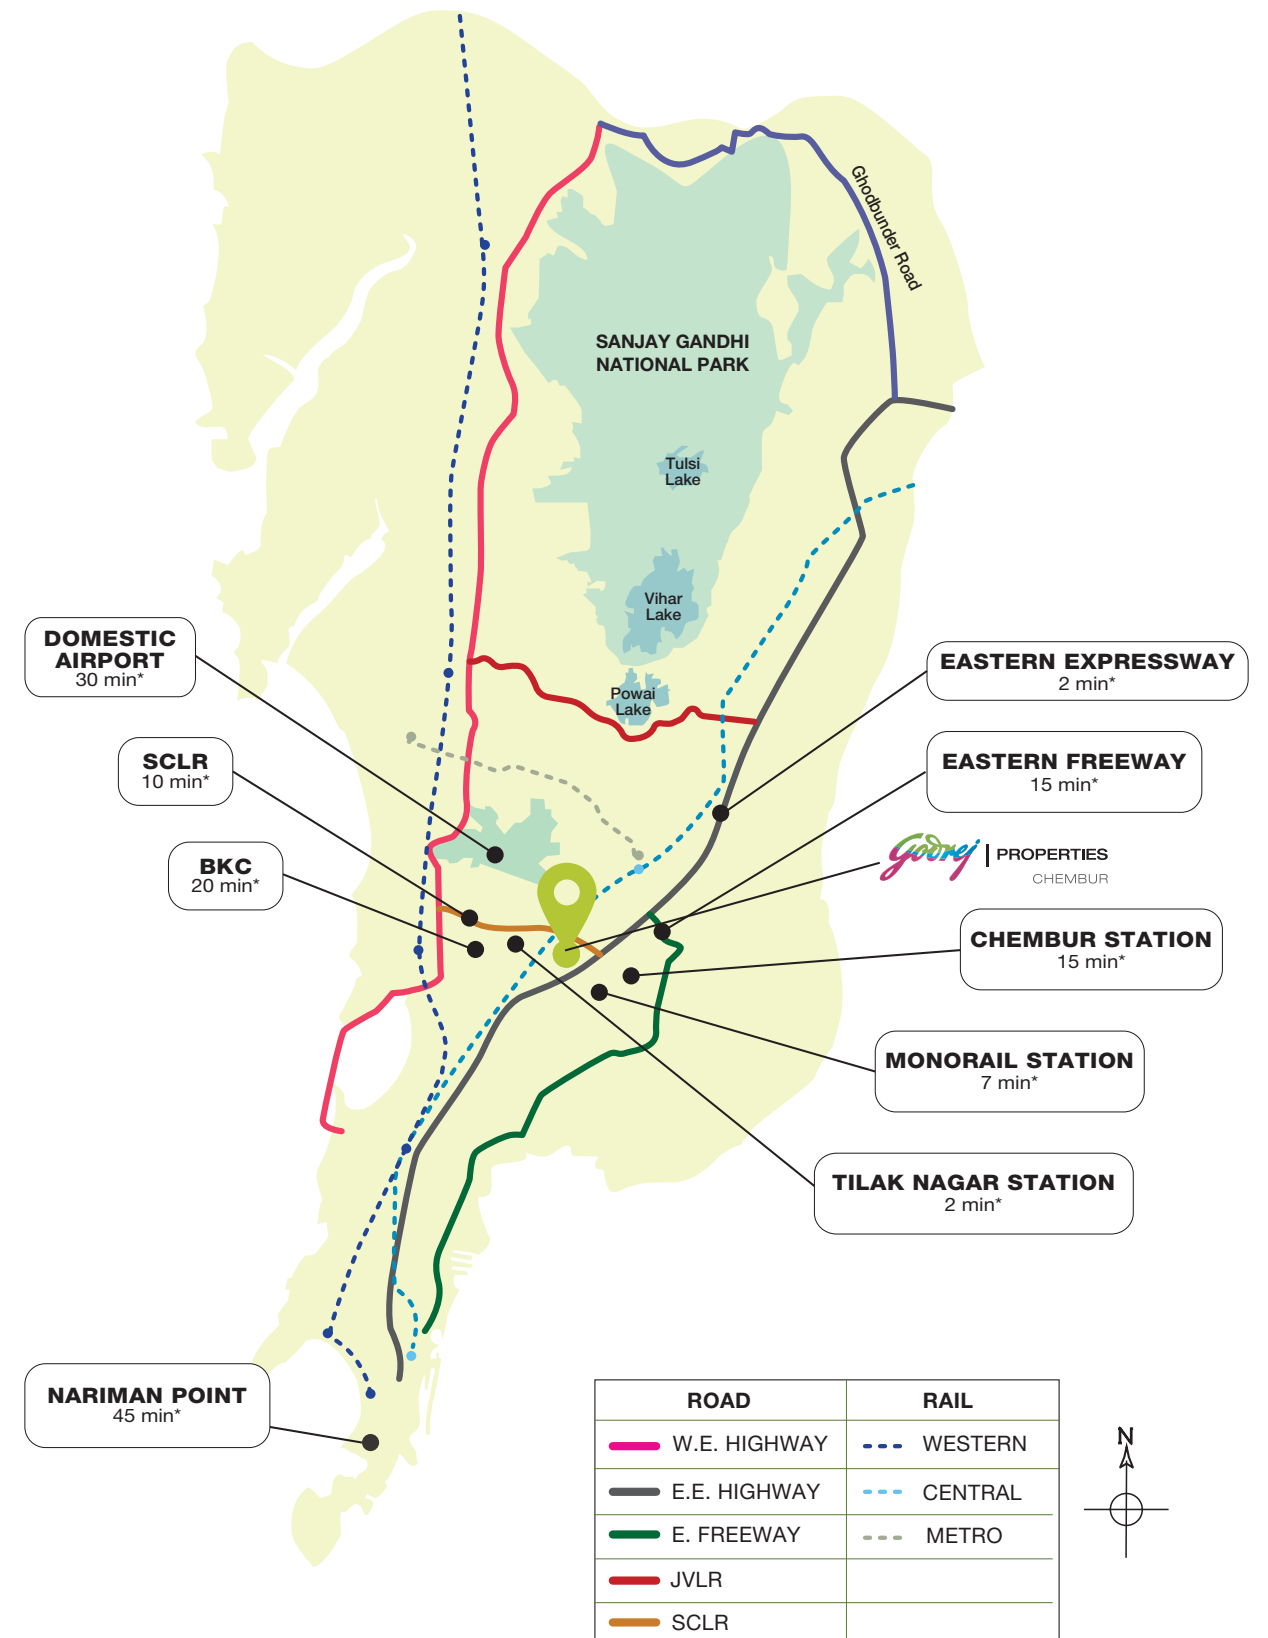 Ghodbunder Road
SANJAY GANDHI
NATIONAL PARK
Tulsi
Lake
Vihar
Lake
Powai
Lake
DOMESTIC
AIRPORT
30 min*
SCLR
10 min*
BKC
20 min*
EASTERN EXPRESSWAY
2 min*
EASTERN FREEWAY
15 min*
Godrej | PROPERTIES
CHEMBUR
CHEMBUR STATION
15 min*
MONORAIL STATION
7 min*
TILAK NAGAR STATION
2 min*
NARIMAN POINT
45 min*
ROAD RAIL
W.E. HIGHWAY WESTERN
E.E. HIGHWAY CENTRAL
E. FREEWAY METRO
JVLR
SCLR
N